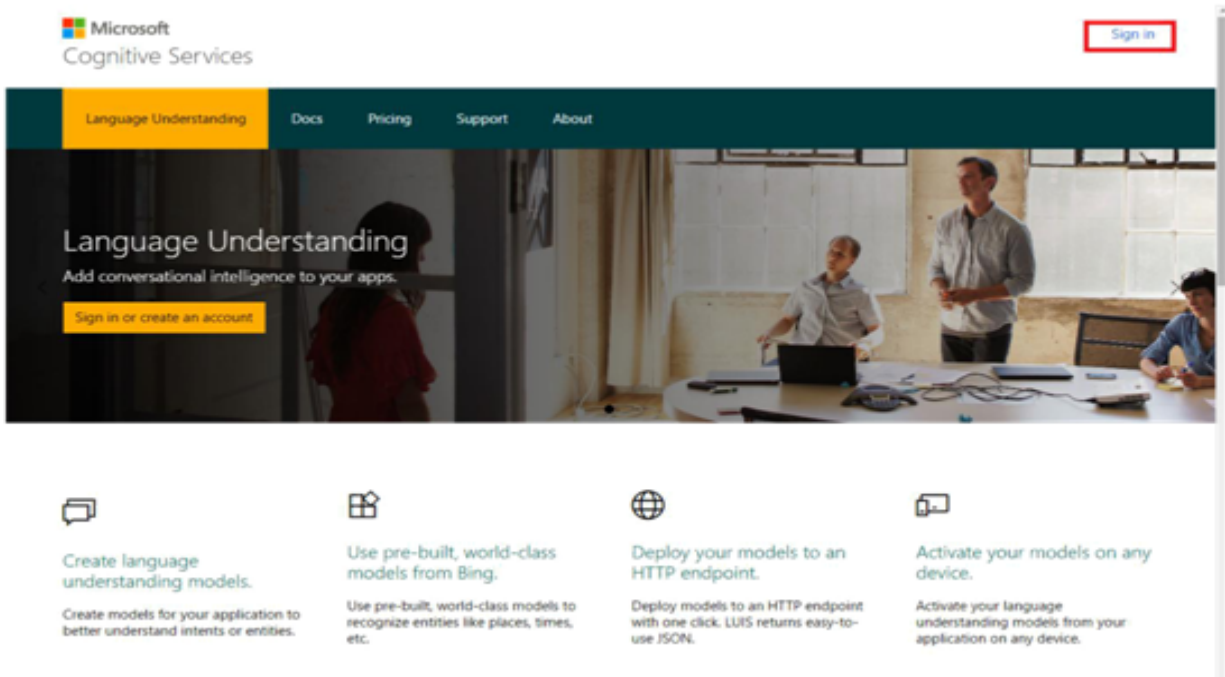 Microsoft
Cognitive Services
Sign in
Language Understanding
Docs
Pricing
Support
About
Language Understanding
Add conversational intelligence to your apps.
Sign in or create an account
Create language
understanding models.
Create models for your application to
better understand intents or entities.
Use pre-built, world-class
models from Bing.
Use pre-built, world-class models to
recognize entities like places, times,
etc.
Deploy your models to an
HTTP endpoint.
Deploy models to an HTTP endpoint
with one click. LUIS returns easy-to-
use JSON.
Activate your models on any
device.
Activate your language
understanding models from your
application on any device.